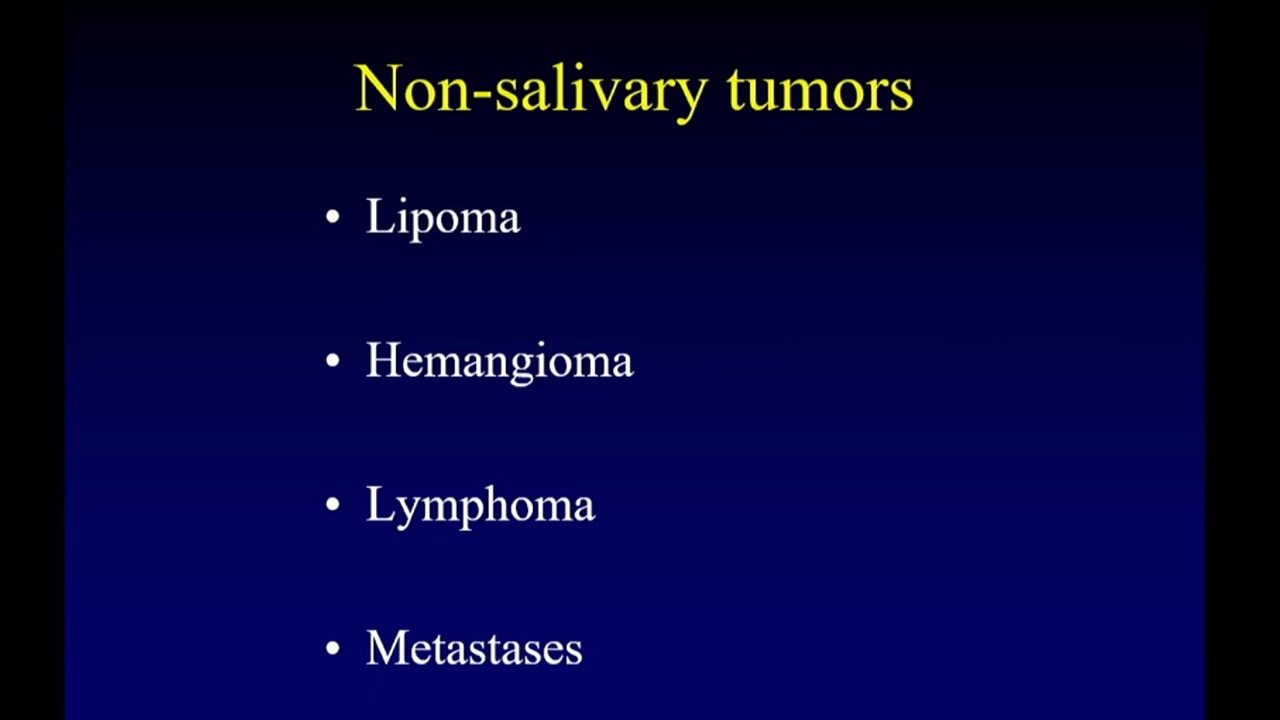 Non-salivary tumors
• Lipoma
• Hemangioma
• Lymphoma
• Metastases